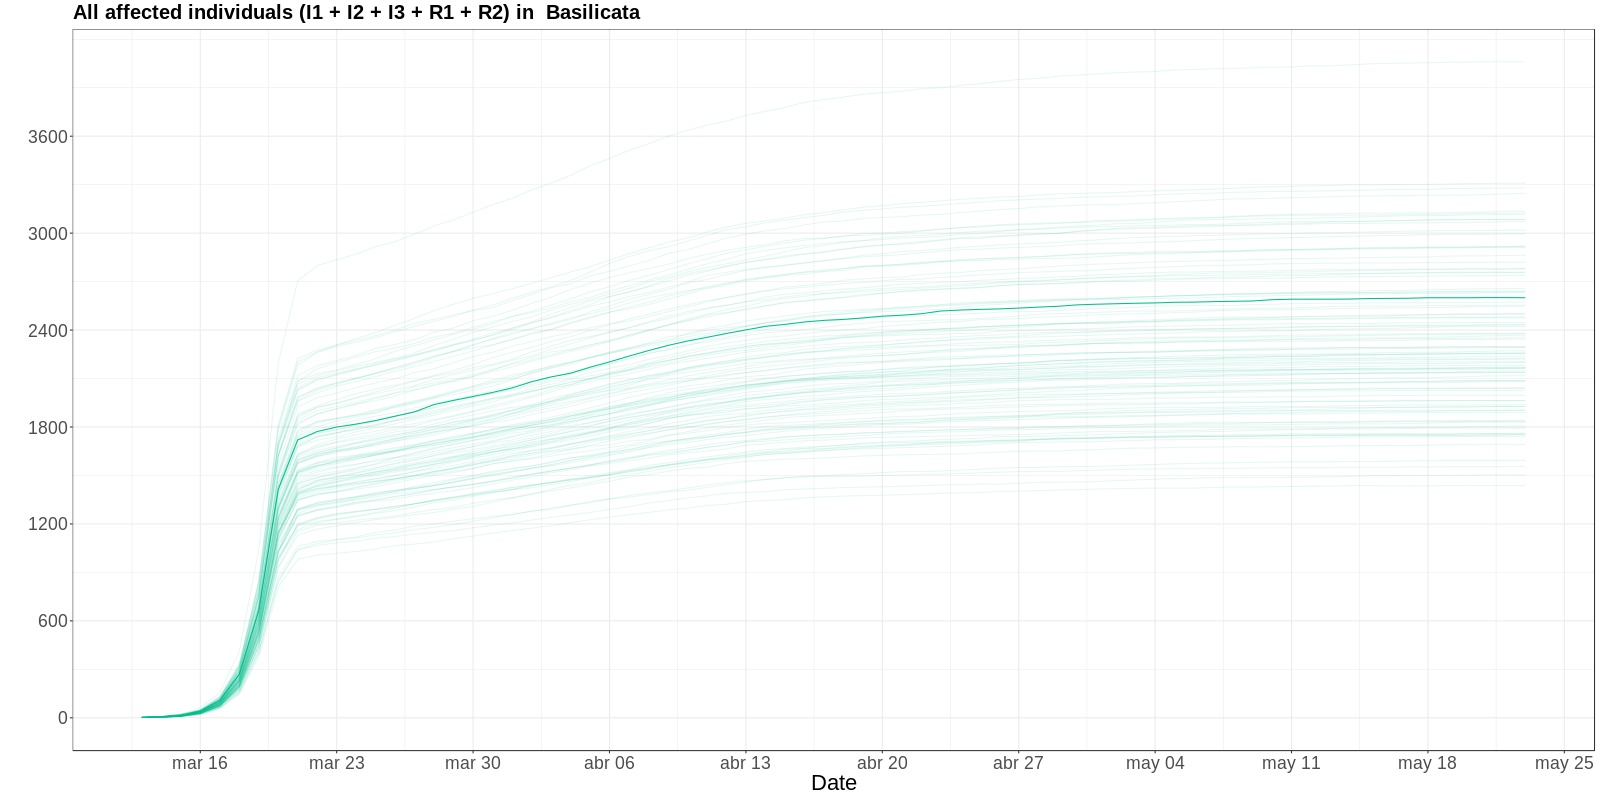 All affected individuals (I1 + I2 + I3 + R1 + R2) in  Basilicata
3600
3000
2400
1800
1200
600
0
mar 16 mar 23 mar 30 abr 06 abr 13 abr 20 abr 27 may 04 may 11 may 18 may 25
Date